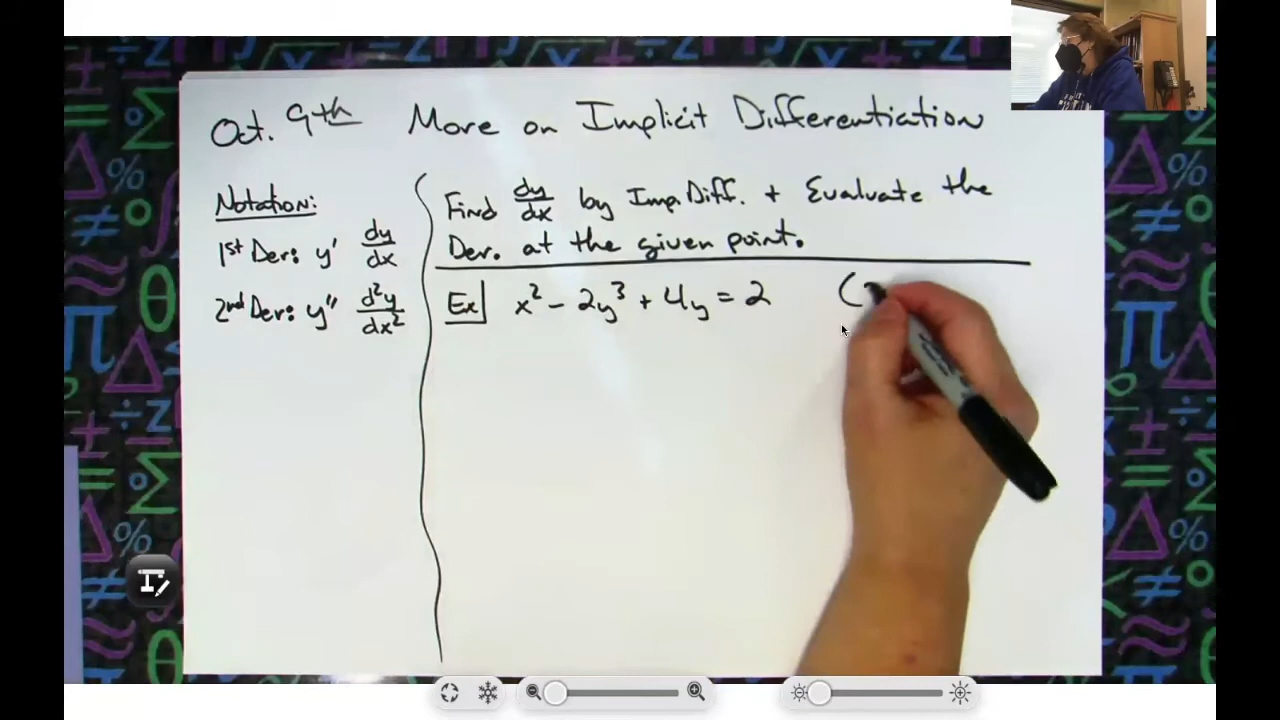 Oct. 9th More on Implicit Differentiation
Notation:
1st Der: y' dy/dx
2nd Der: y'' d²y/dx²
Find dy/dx by Imp. Diff. + Evaluate the
Der. at the given point.
Ex| x² - 2y³ + 4y = 2 (